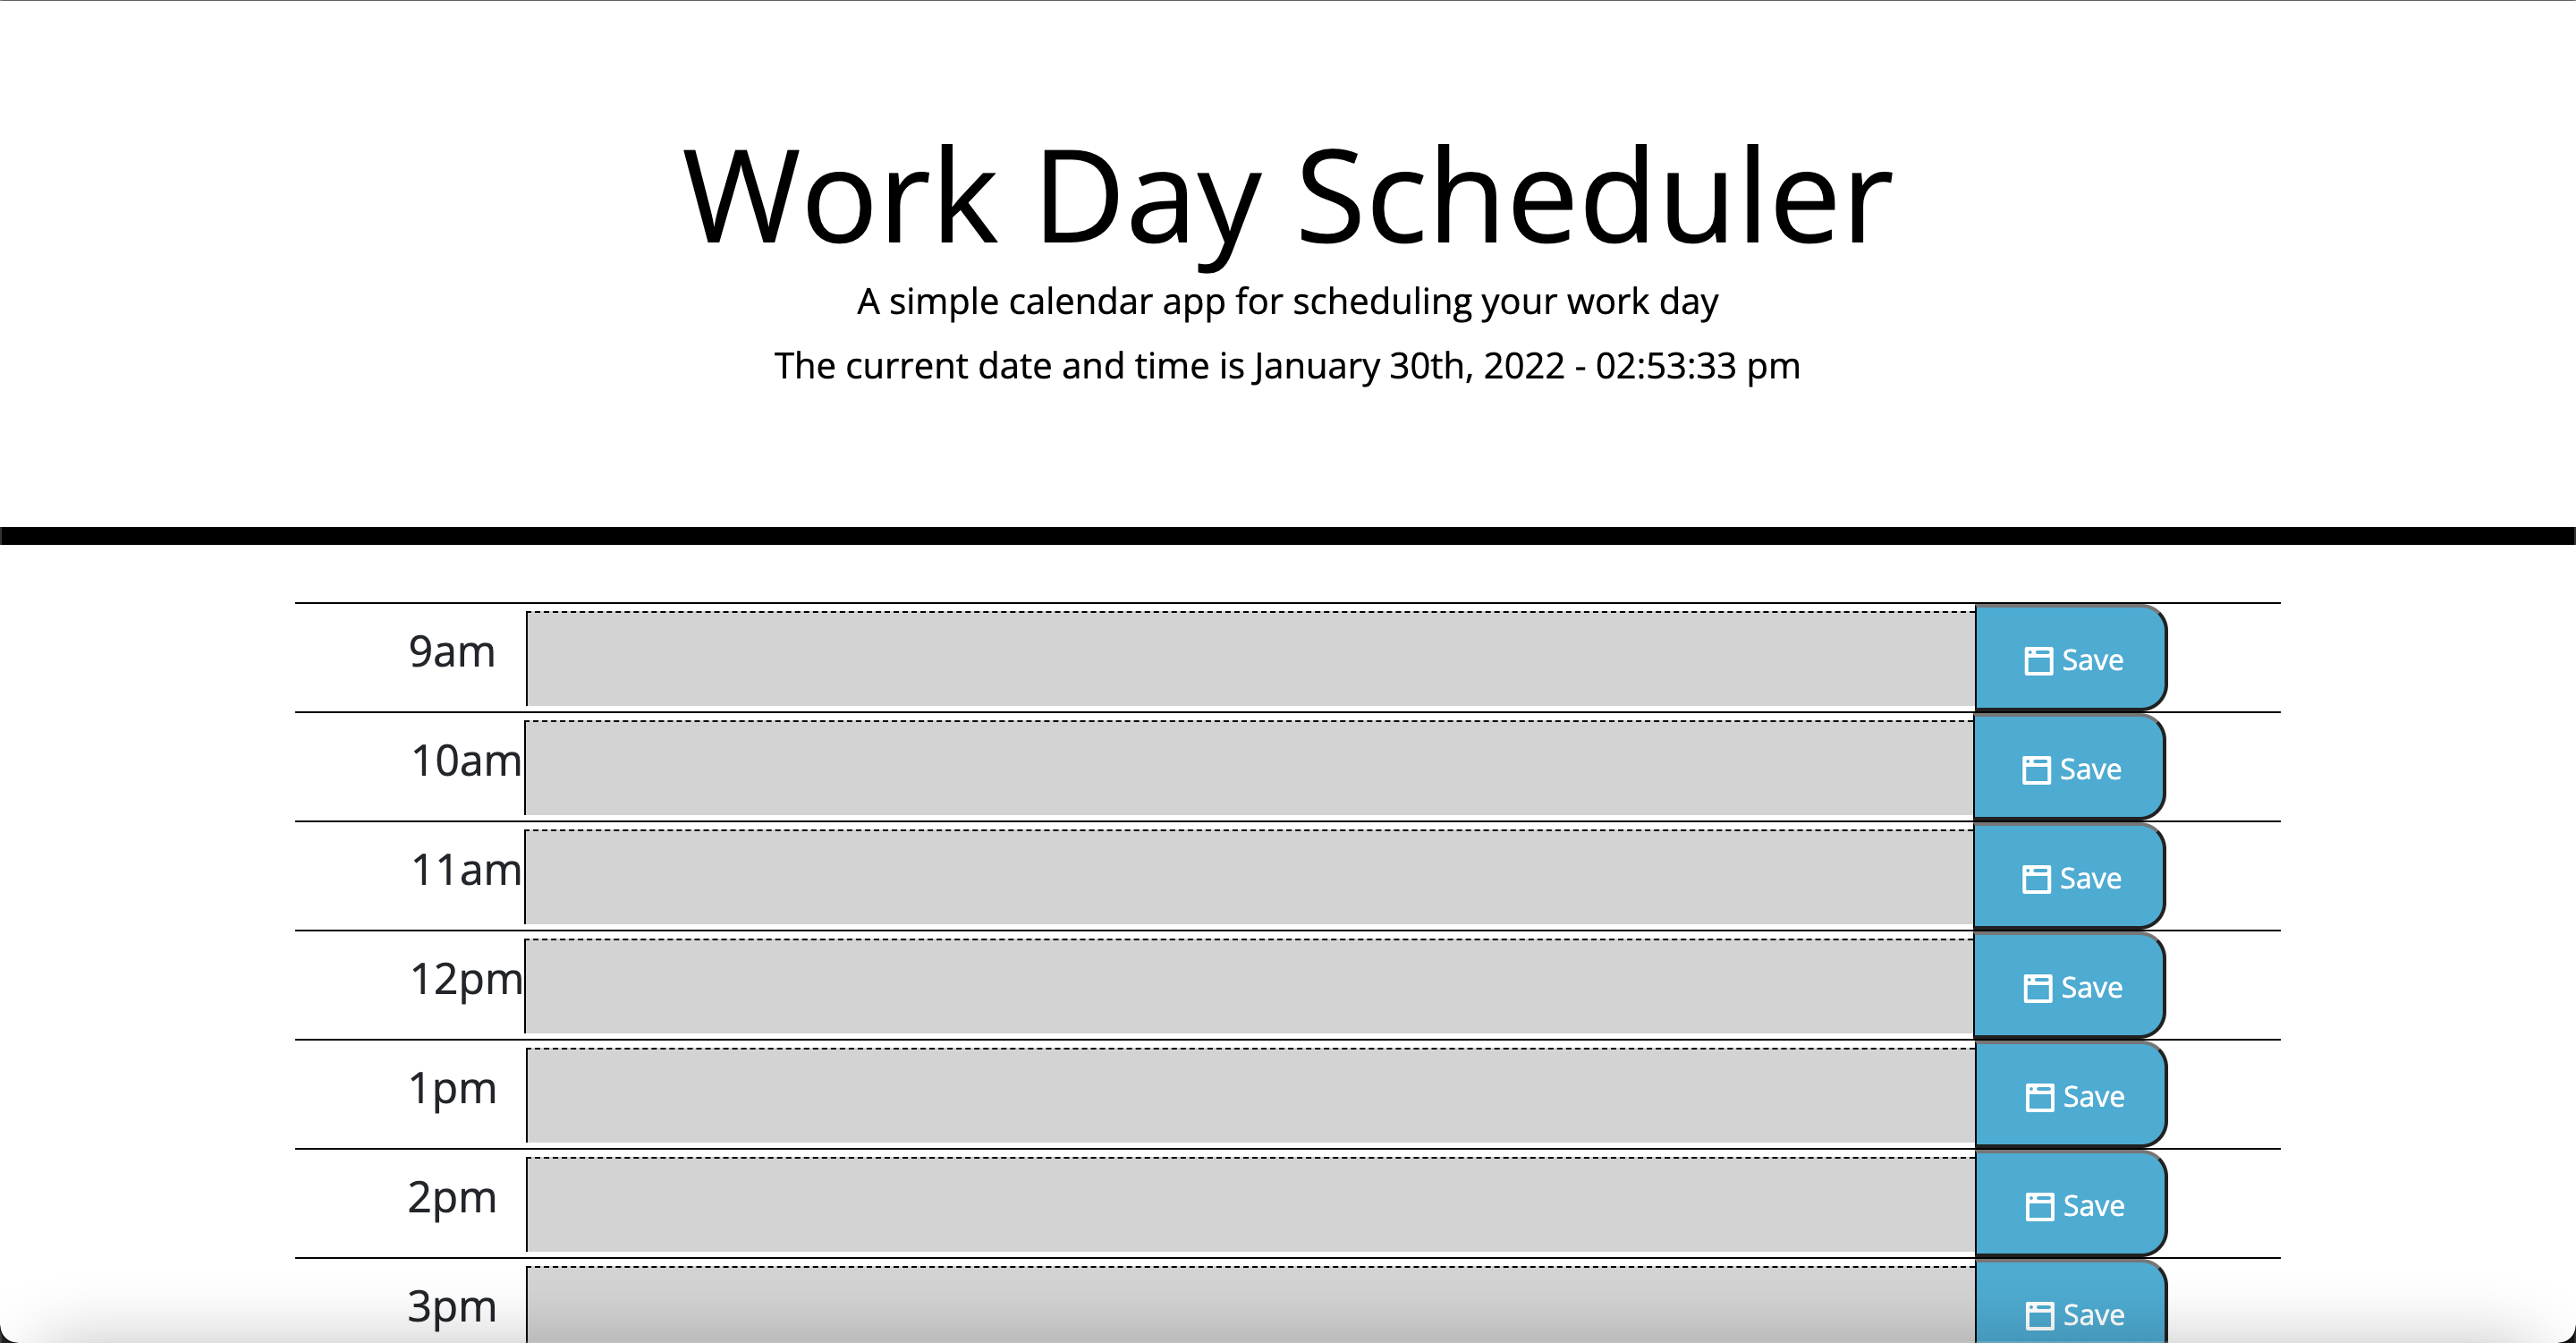 Work Day Scheduler
A simple calendar app for scheduling your work day
The current date and time is January 30th, 2022 - 02:53:33 pm
9am Save
10am Save
11am Save
12pm Save
1pm Save
2pm Save
3pm Save